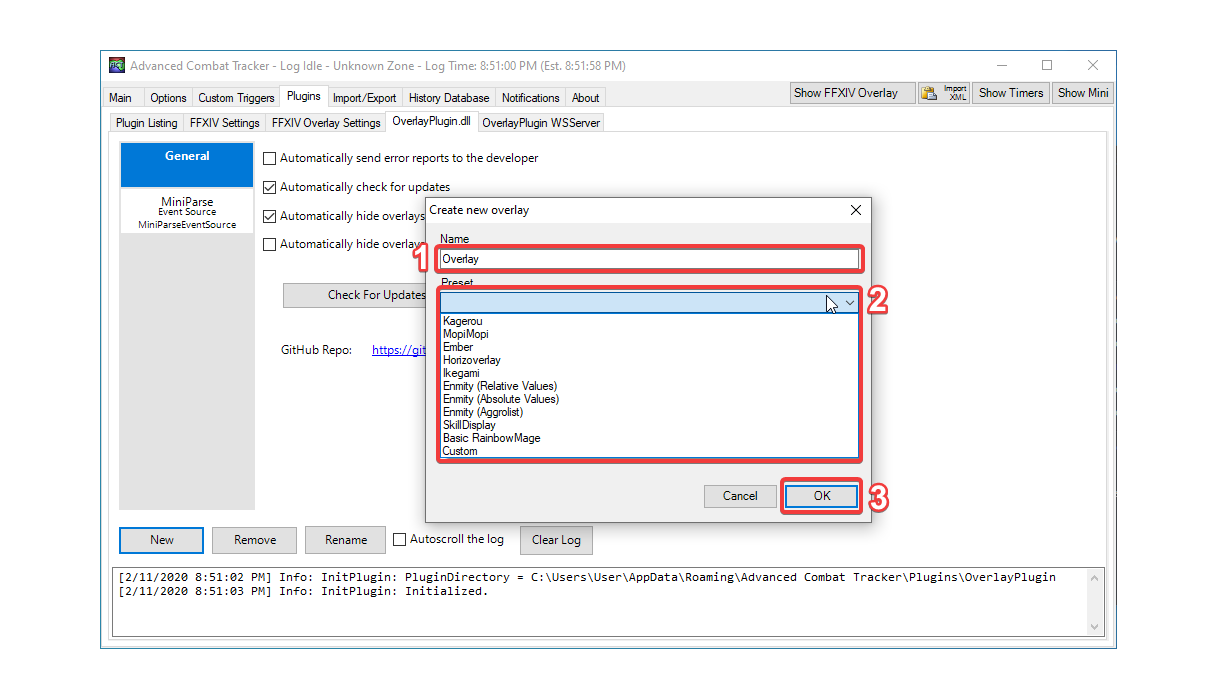 Advanced Combat Tracker - Log Idle - Unknown Zone - Log Time: 8:51:00 PM (Est. 8:51:58 PM)
Main Options Custom Triggers Plugins Import/Export History Database Notifications About
Show FFXIV Overlay Import XML Show Timers Show Mini
Plugin Listing FFXIV Settings FFXIV Overlay Settings OverlayPlugin.dll OverlayPlugin WSServer
General
MiniParse
Event Source
MiniParseEventSource
Automatically send error reports to the developer
Automatically check for updates
Automatically hide overlays
Automatically hide overlay
Check For Updates
GitHub Repo: https://git
Create new overlay
Name
1
Overlay
Preset
2
Kagerou
MopiMopi
Ember
Horizoverlay
Ikegami
Enmity (Relative Values)
Enmity (Absolute Values)
Enmity (Aggrolist)
SkillDisplay
Basic RainbowMage
Custom
Cancel OK 3
New Remove Rename Autoscroll the log Clear Log
[2/11/2020 8:51:02 PM] Info: InitPlugin: PluginDirectory = C:\Users\User\AppData\Roaming\Advanced Combat Tracker\Plugins\OverlayPlugin
[2/11/2020 8:51:03 PM] Info: InitPlugin: Initialized.